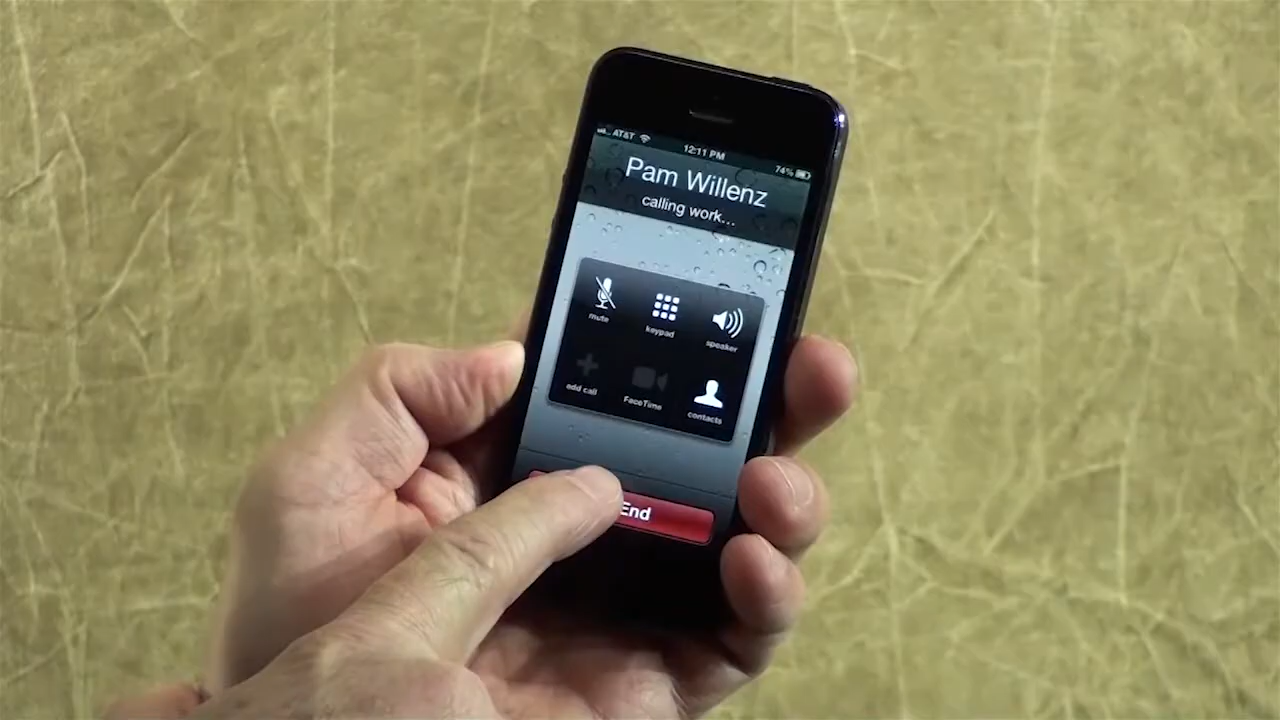 AT&T 12:11 PM 74%
Pam Willenz
calling work...
mute keypad speaker
add call FaceTime contacts
End